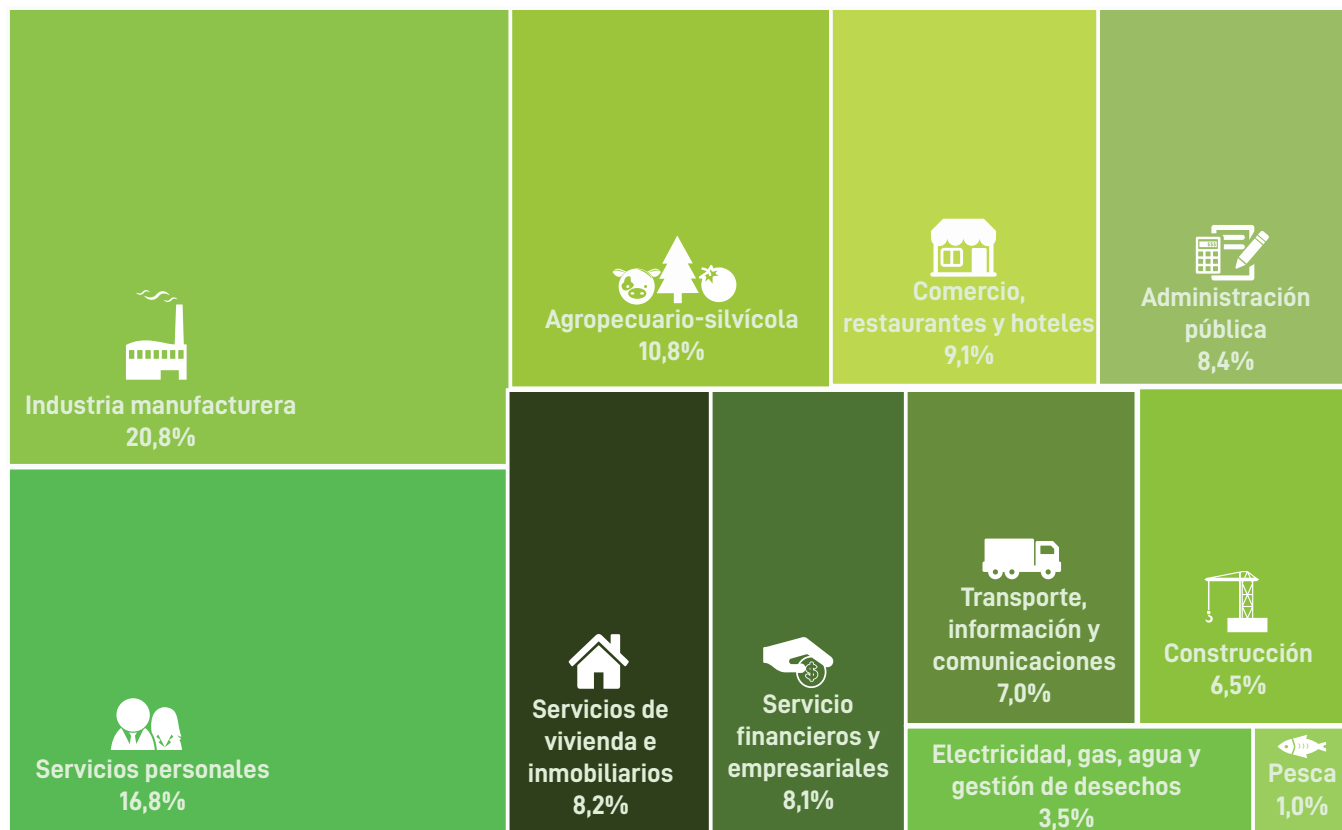 Industria manufacturera
20,8%
Agropecuario-silvícola
10,8%
Comercio,
restaurantes y hoteles
9,1%
Administración
pública
8,4%
Servicios personales
16,8%
Servicios de
vivienda e
inmobiliarios
8,2%
$
Servicio
financieros y
empresariales
8,1%
Transporte,
información y
comunicaciones
7,0%
Construcción
6,5%
Electricidad, gas, agua y
gestión de desechos
3,5%
Pesca
1,0%